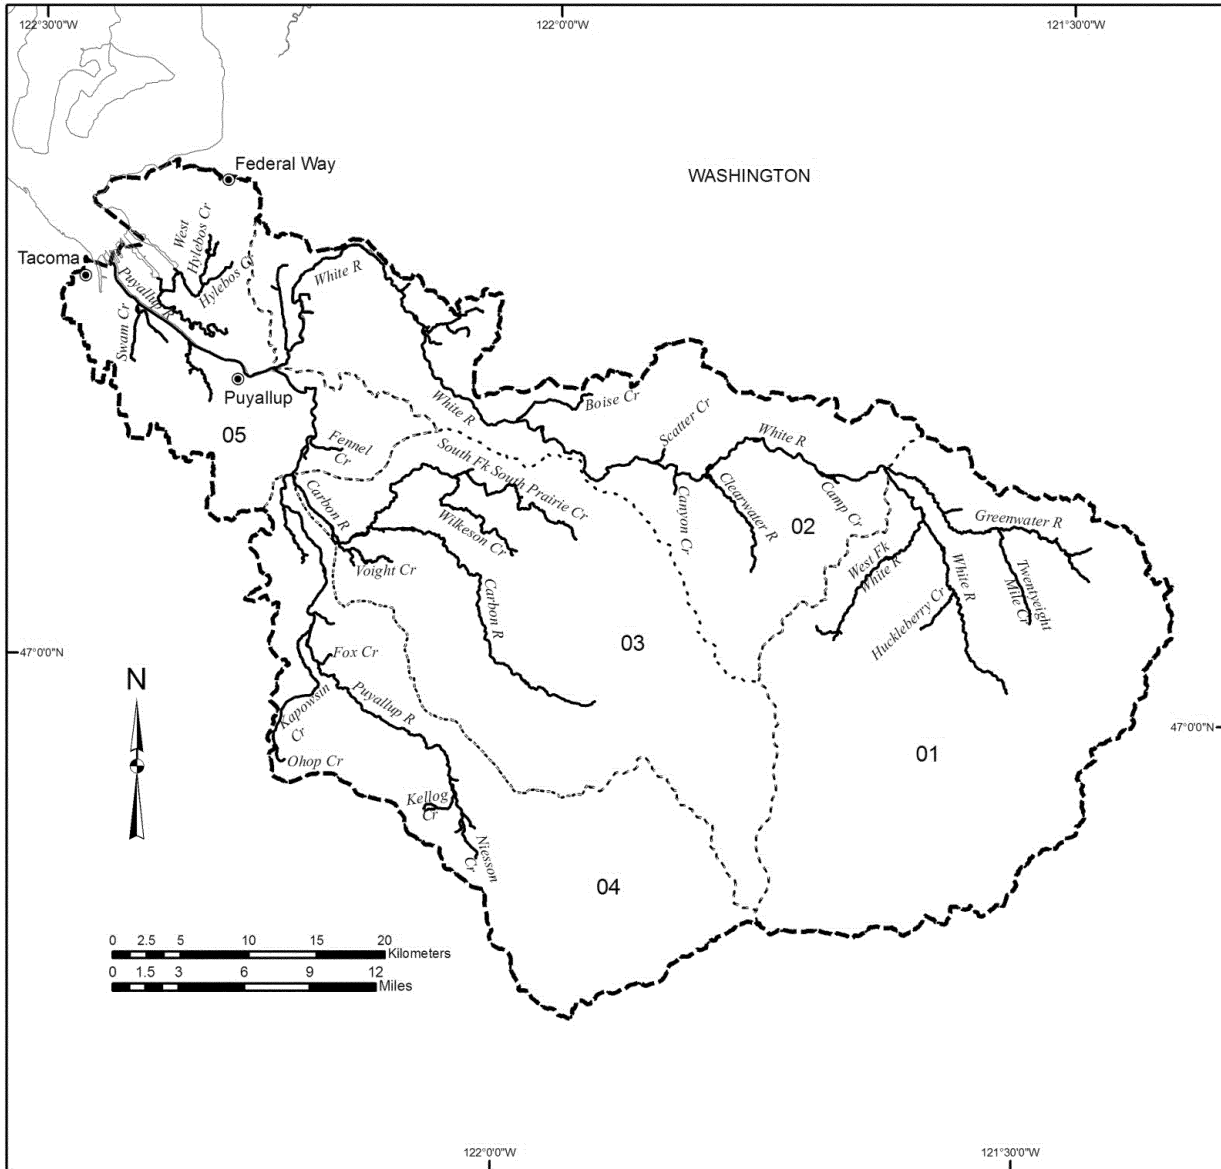 122°30'0"W
122°0'0"W
121°30'0"W
Federal Way
WASHINGTON
West
Hylebos Cr
Hylebos Cr
Tacoma
Puyallup R
Swam Cr
White R
Puyallup
05
Fennel
Cr
White R
Boise Cr
Scatter Cr
White R
South Fk South Prairie Cr
Carbon R
Wilkeson Cr
Voight Cr
Canyon Cr
Clearwater R
02
Camp Cr
Greenwater R
West Fk
White R
White R
Twentyeight
Mile Cr
Huckleberry Cr
Carbon R
03
47°0'0"N
N
Fox Cr
Puyallup R
Kapowsin
Cr
Ohop Cr
47°0'0"N
01
Kellog
Cr
Niesson
Cr
04
0 2.5 5 10 15 20
Kilometers
0 1.5 3 6 9 12
Miles
122°0'0"W
121°30'0"W